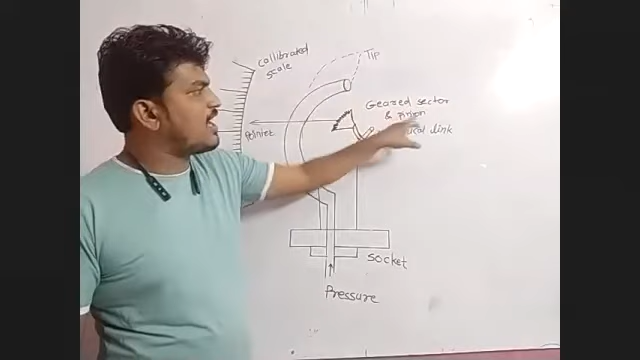 Callibrated
scale
Tip
Geared sector
& Pinion
link
Pointer
Socket
Pressure